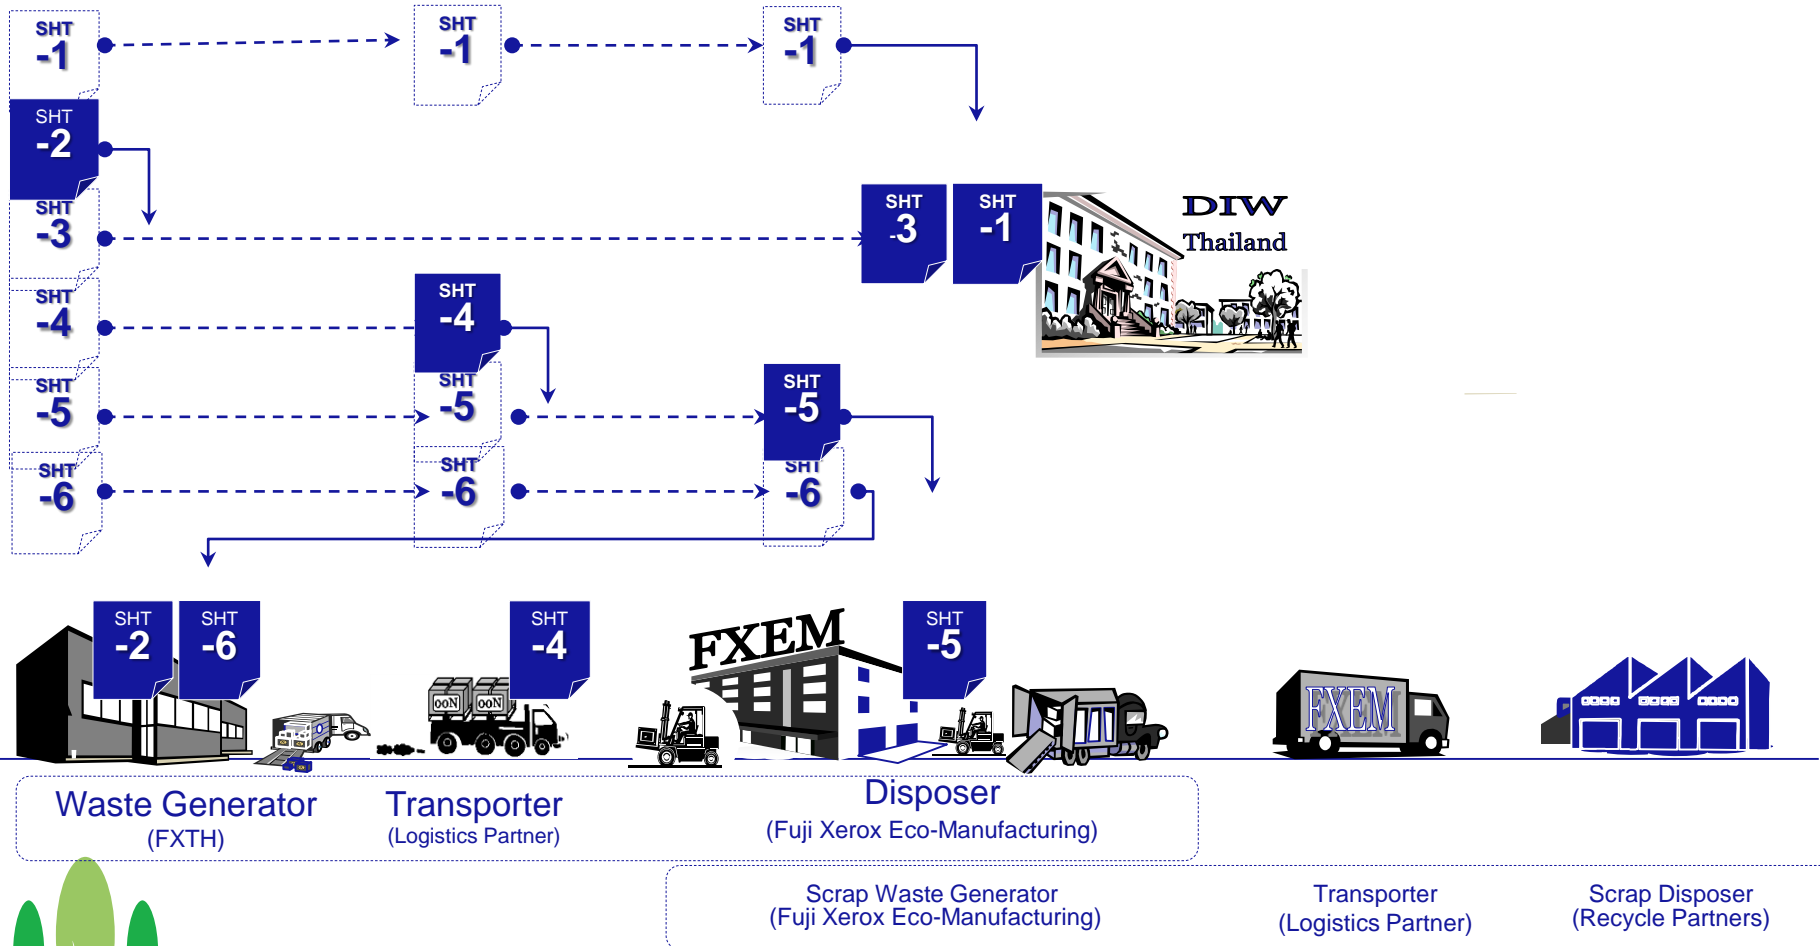 SHT
-1
SHT
-1
SHT
-1
SHT
-2
SHT
-3
SHT
-3
SHT
-1
DIW
Thailand
SHT
-4
SHT
-4
SHT
-5
SHT
-5
SHT
-5
SHT
-6
SHT
-6
SHT
-6
SHT
-2
SHT
-6
SHT
-4
FXEM
SHT
-5
ooN
ooN
FXEM
Waste Generator
(FXTH)
Transporter
(Logistics Partner)
Disposer
(Fuji Xerox Eco-Manufacturing)
Scrap Waste Generator
(Fuji Xerox Eco-Manufacturing)
Transporter
(Logistics Partner)
Scrap Disposer
(Recycle Partners)